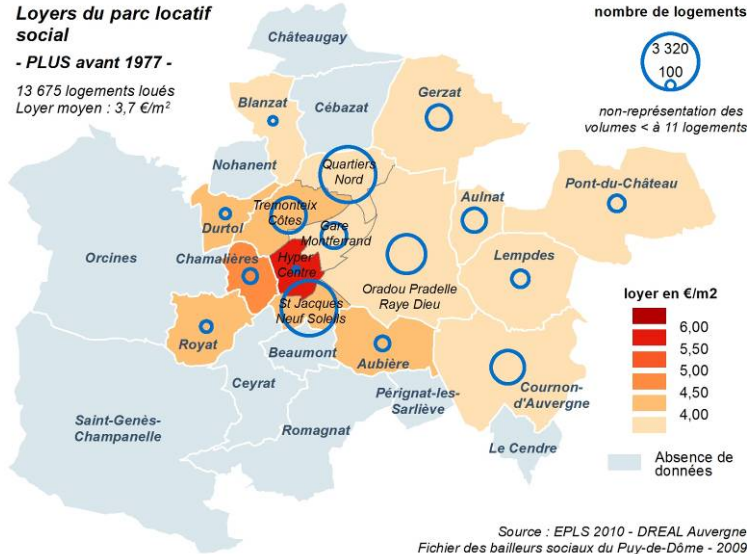 Loyers du parc locatif
social
- PLUS avant 1977 -
13 675 logements loués
Loyer moyen : 3,7 €/m²
nombre de logements
3 320
100
non-représentation des
volumes < à 11 logements
Châteaugay
Blanzat
Cébazat
Gerzat
Nohanent
Quartiers
Nord
Pont-du-Château
Aulnat
Tremonteix
Côtes
Durtol
Gare
Montferrand
Orcines
Chamalières
Hyper
Centre
Lempdes
Oradou Pradelle
Raye Dieu
St Jacques
Neuf Soleils
Royat
Beaumont
Aubière
Ceyrat
Pérignat-les-
Sarliève
Cournon-
d'Auvergne
Saint-Genès-
Champanelle
Romagnat
Le Cendre
loyer en €/m2
6,00
5,50
5,00
4,50
4,00
Absence de
données
Source : EPLS 2010 - DREAL Auvergne
Fichier des bailleurs sociaux du Puy-de-Dôme - 2009